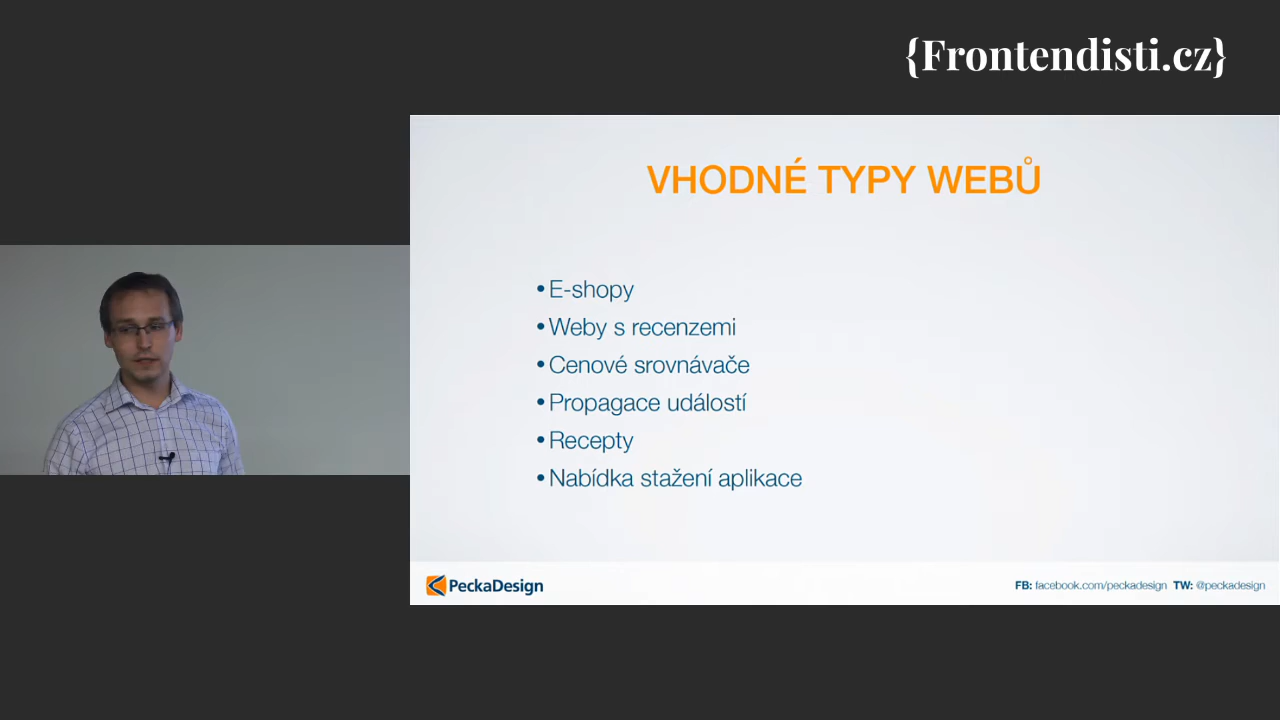 {Frontendisti.cz}
VHODNÉ TYPY WEBŮ
•E-shopy
•Weby s recenzemi
•Cenové srovnávače
•Propagace událostí
•Recepty
•Nabídka stažení aplikace
PeckaDesign
FB: facebook.com/peckadesign TW: @peckadesign